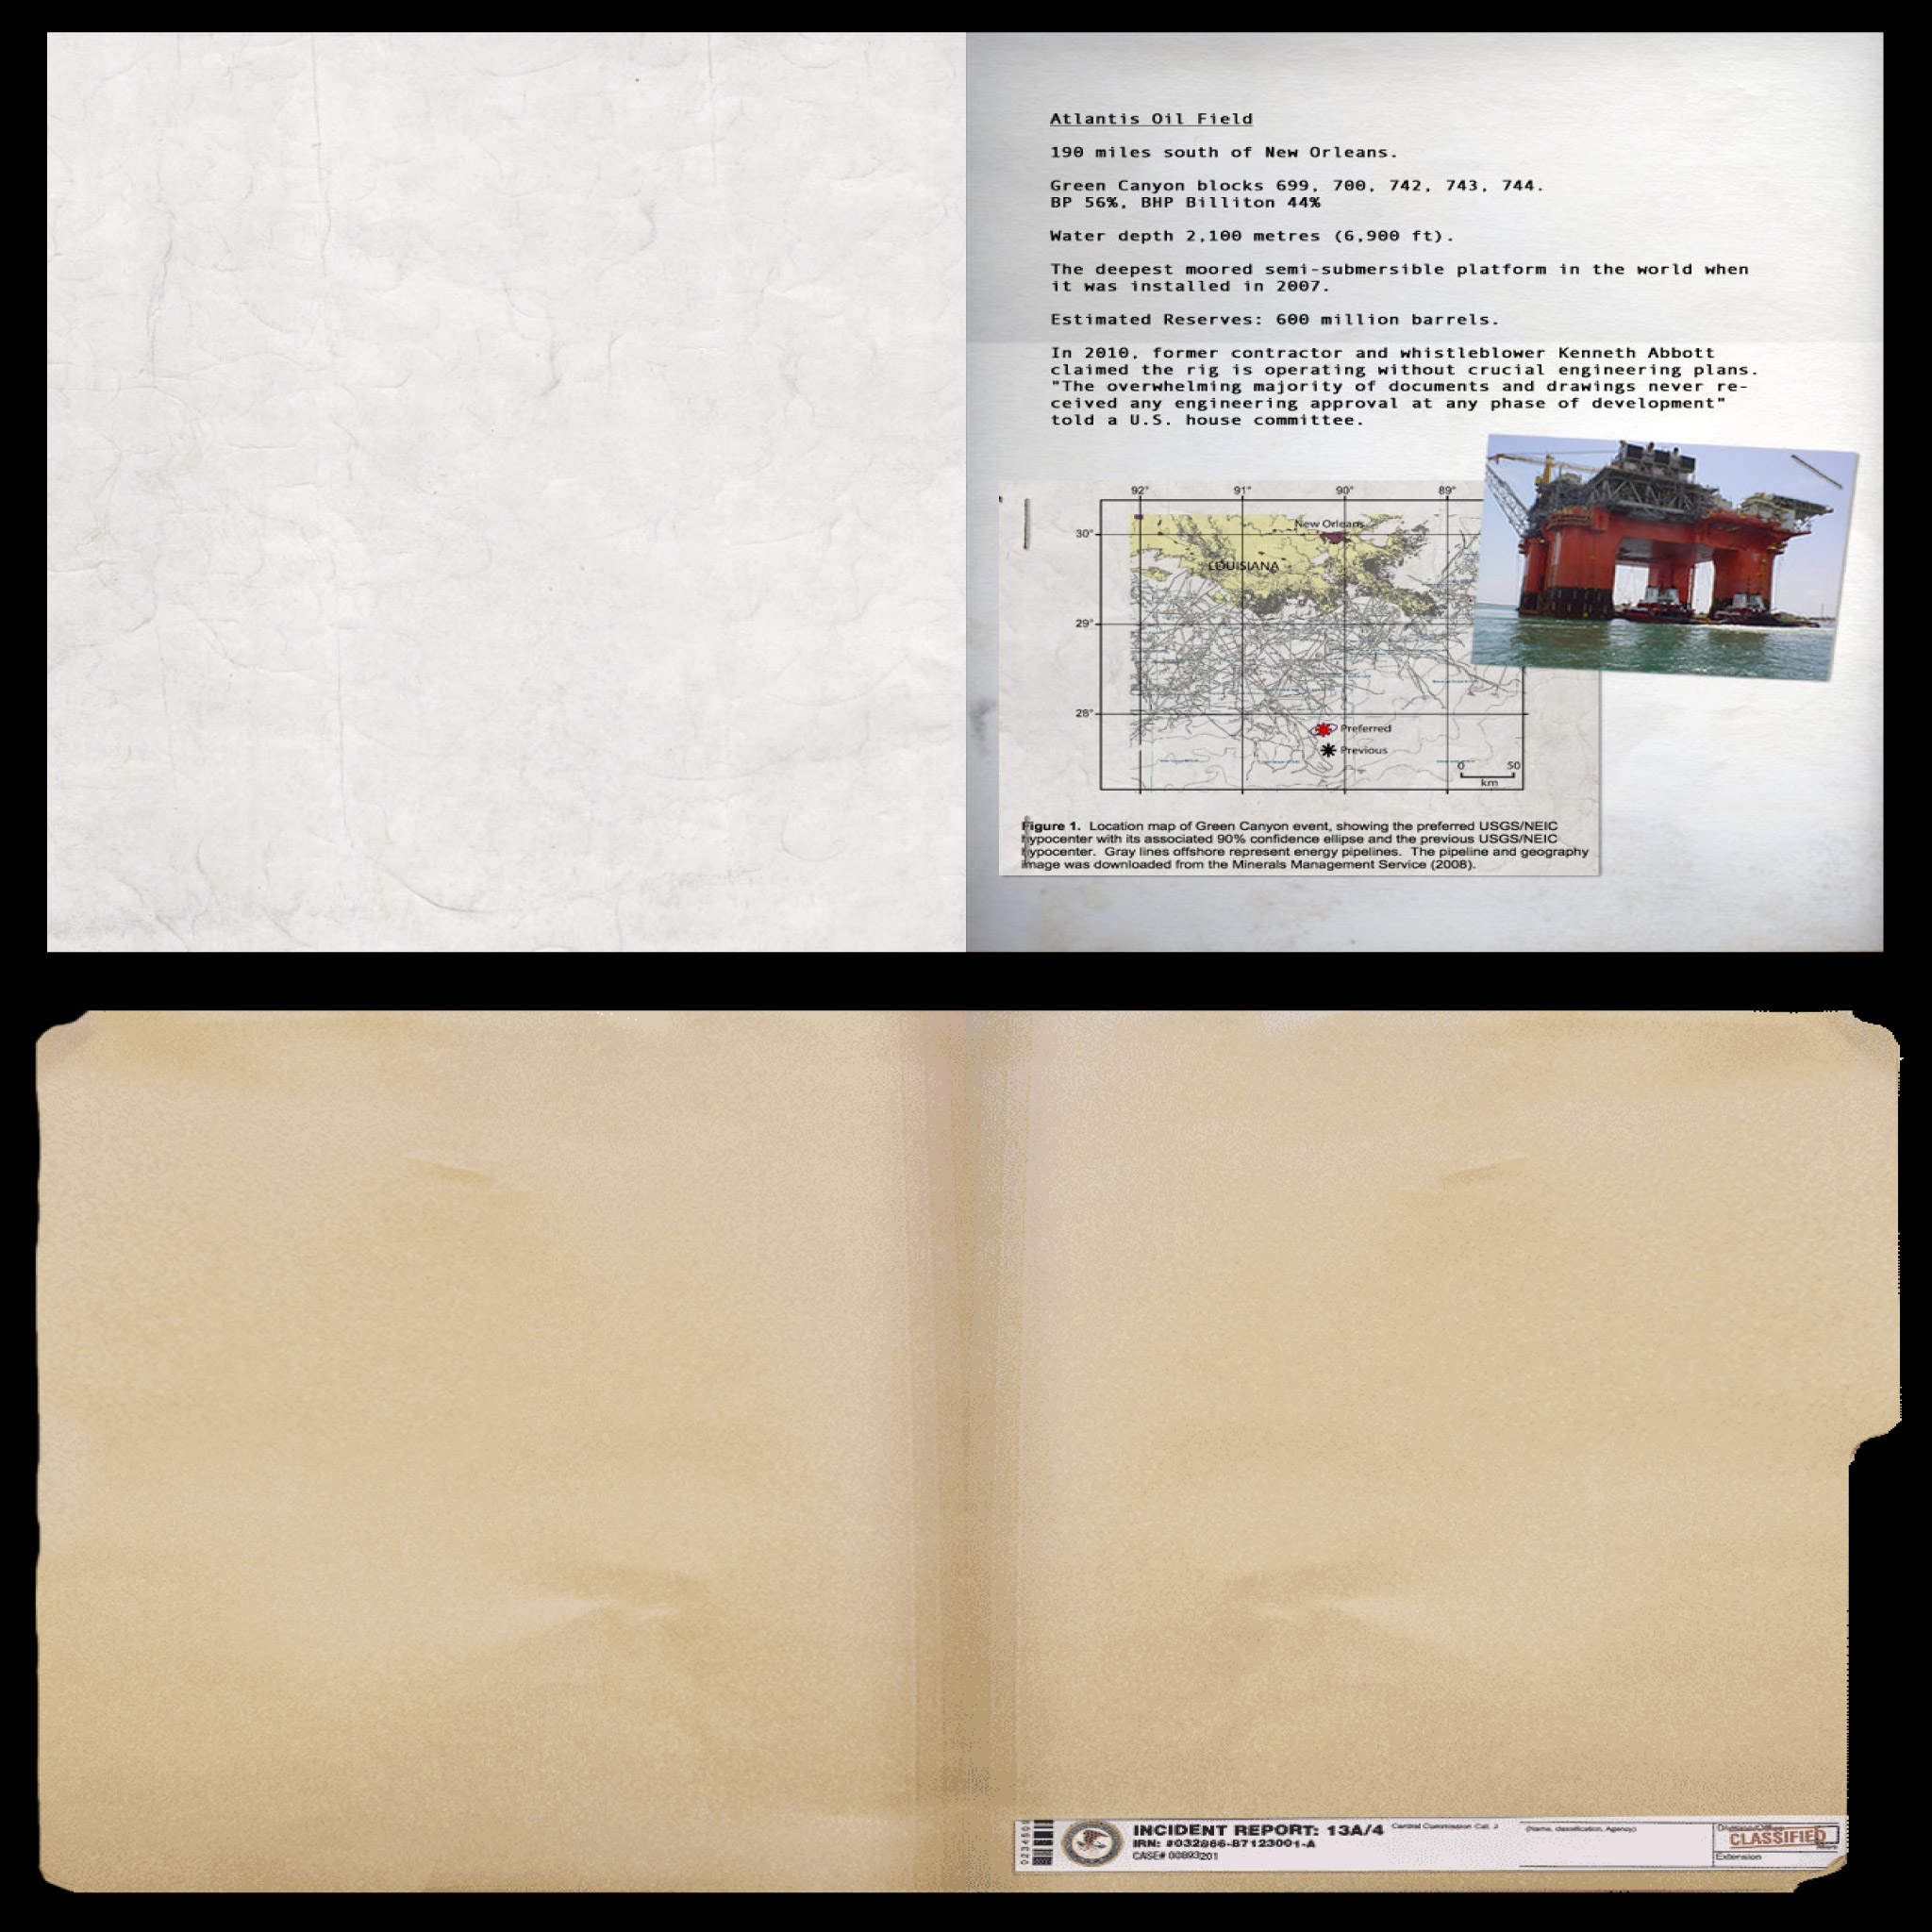 Atlantis Oil Field
190 miles south of New Orleans.
Green Canyon blocks 699, 700, 742, 743, 744.
BP 56%, BHP Billiton 44%
Water depth 2,100 metres (6,900 ft).
The deepest moored semi-submersible platform in the world when
it was installed in 2007.
Estimated Reserves: 600 million barrels.
In 2010, former contractor and whistleblower Kenneth Abbott
claimed the rig is operating without crucial engineering plans.
"The overwhelming majority of documents and drawings never re-
ceived any engineering approval at any phase of development"
told a U.S. house committee.
92° 91° 90° 89°
New Orleans
30°
LOUISIANA
29°
28°
Preferred
Previous
0 50
km
Figure 1. Location map of Green Canyon event, showing the preferred USGS/NEIC
hypocenter with its associated 90% confidence ellipse and the previous USGS/NEIC
hypocenter. Gray lines offshore represent energy pipelines. The pipeline and geography
image was downloaded from the Minerals Management Service (2008).
INCIDENT REPORT: 13A/4
Central Commission Cat. 2
(Name, classification, Agency)
IRN: #032866-87123001-A
CLASSIFIED
CASE# 00893201
Extension